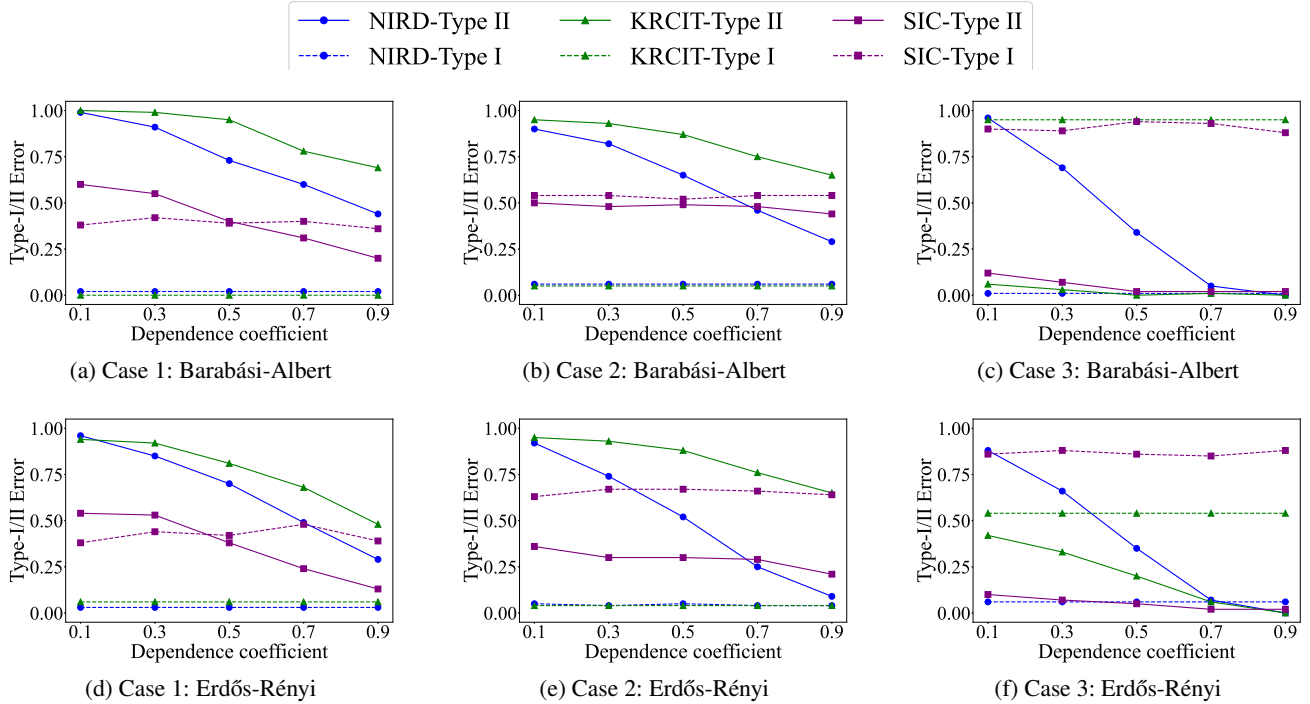 NIRD-Type II KRCIT-Type II SIC-Type II
NIRD-Type I KRCIT-Type I SIC-Type I
Type-I/II Error
1.00
0.75
0.50
0.25
0.00
0.1 0.3 0.5 0.7 0.9
Dependence coefficient
(a) Case 1: Barabási-Albert
Type-I/II Error
1.00
0.75
0.50
0.25
0.00
0.1 0.3 0.5 0.7 0.9
Dependence coefficient
(b) Case 2: Barabási-Albert
Type-I/II Error
1.00
0.75
0.50
0.25
0.00
0.1 0.3 0.5 0.7 0.9
Dependence coefficient
(c) Case 3: Barabási-Albert
Type-I/II Error
1.00
0.75
0.50
0.25
0.00
0.1 0.3 0.5 0.7 0.9
Dependence coefficient
(d) Case 1: Erdős-Rényi
Type-I/II Error
1.00
0.75
0.50
0.25
0.00
0.1 0.3 0.5 0.7 0.9
Dependence coefficient
(e) Case 2: Erdős-Rényi
Type-I/II Error
1.00
0.75
0.50
0.25
0.00
0.1 0.3 0.5 0.7 0.9
Dependence coefficient
(f) Case 3: Erdős-Rényi